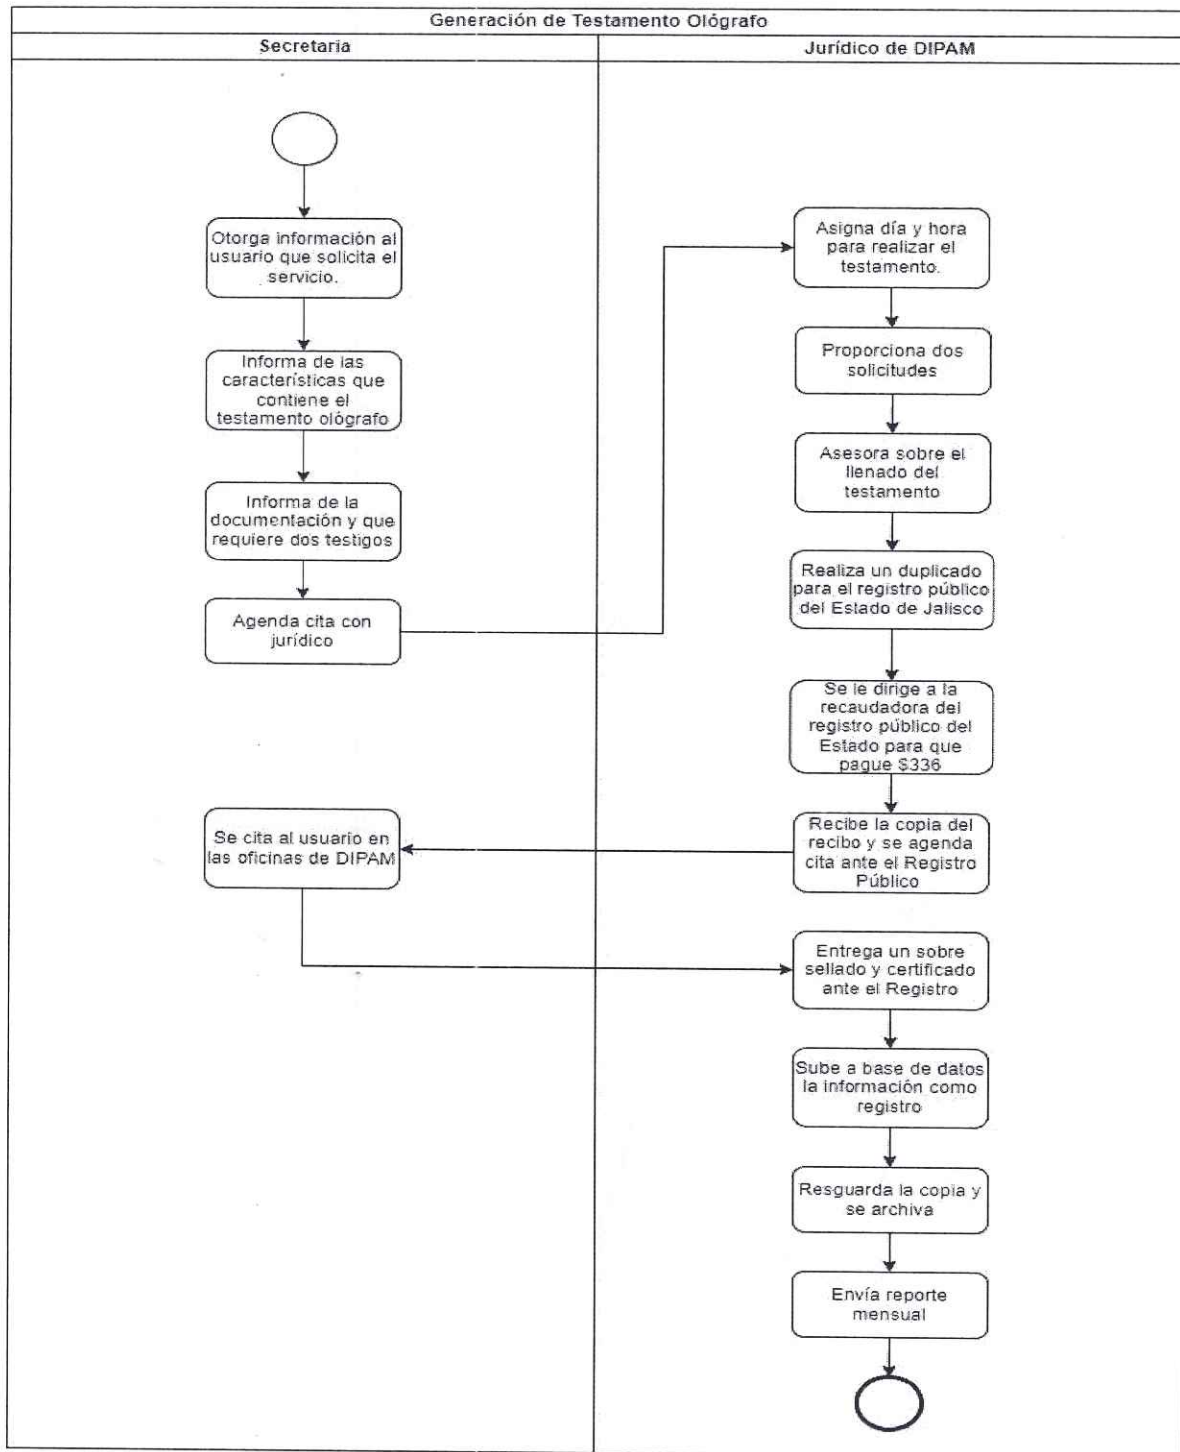 Generación de Testamento Ológrafo
Secretaria
Jurídico de DIPAM
Otorga información al
usuario que solicita el
servicio.
Informa de las
características que
contiene el
testamento ológrafo
Informa de la
documentación y que
requiere dos testigos
Agenda cita con
jurídico
Asigna día y hora
para realizar el
testamento.
Proporciona dos
solicitudes
Asesora sobre el
llenado del
testamento
Realiza un duplicado
para el registro público
del Estado de Jalisco
Se le dirige a la
recaudadora del
registro público del
Estado para que
pague $336
Recibe la copia del
recibo y se agenda
cita ante el Registro
Público
Se cita al usuario en
las oficinas de DIPAM
Entrega un sobre
sellado y certificado
ante el Registro
Sube a base de datos
la información como
registro
Resguarda la copia y
se archiva
Envía reporte
mensual